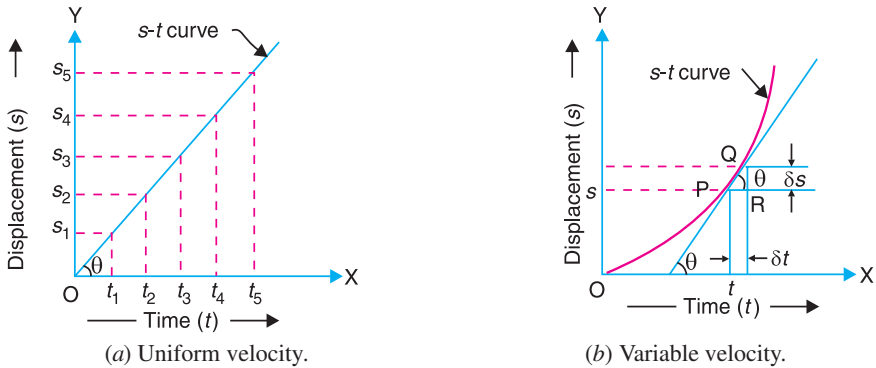 Y
s-t curve
s5
s4
s3
s2
s1
Displacement (s)
θ
O
t1 t2 t3 t4 t5
X
Time (t)
(a) Uniform velocity.
Y
s-t curve
Displacement (s)
Q
θ δs
s
P
R
θ
δt
O
t
X
Time (t)
(b) Variable velocity.